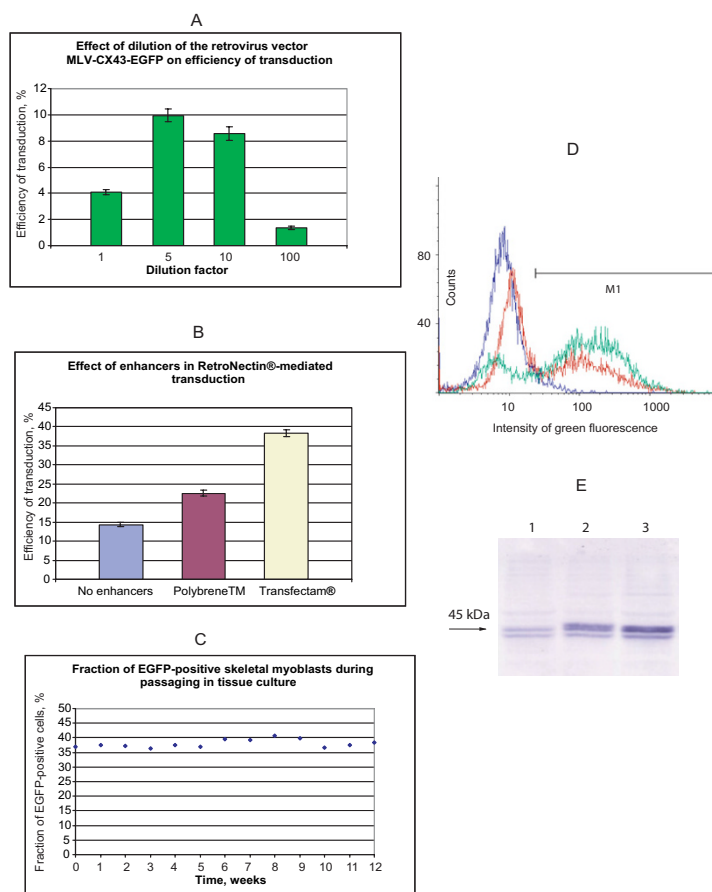 A
Effect of dilution of the retrovirus vector
MLV-CX43-EGFP on efficiency of transduction
Efficiency of transduction, %
12
10
8
6
4
2
0
1 5 10 100
Dilution factor
B
Effect of enhancers in RetroNectin®-mediated
transduction
Efficiency of transduction, %
45
40
35
30
25
20
15
10
5
0
No enhancers PolybreneTM Transfectam®
C
Fraction of EGFP-positive skeletal myoblasts during
passaging in tissue culture
Fraction of EGFP-positive cells, %
50
45
40
35
30
25
20
15
10
5
0
0 1 2 3 4 5 6 7 8 9 10 11 12
Time, weeks
D
Counts
80
40
M1
10 100 1000
Intensity of green fluorescence
E
1 2 3
45 kDa